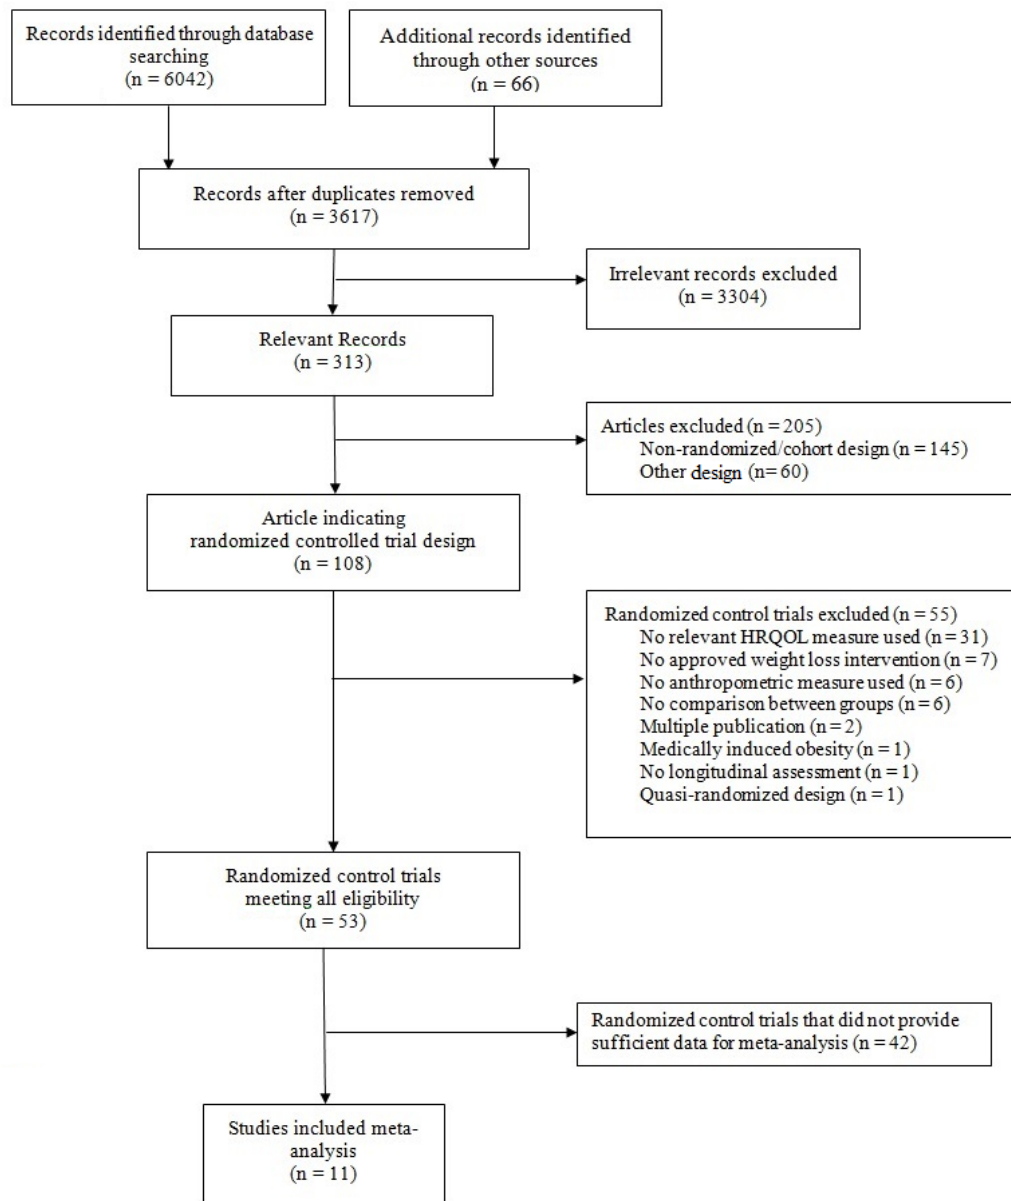 Records identified through database
searching
(n = 6042)
Additional records identified
through other sources
(n = 66)
Records after duplicates removed
(n = 3617)
Irrelevant records excluded
(n = 3304)
Relevant Records
(n = 313)
Articles excluded (n = 205)
Non-randomized/cohort design (n = 145)
Other design (n= 60)
Article indicating
randomized controlled trial design
(n = 108)
Randomized control trials excluded (n = 55)
No relevant HRQOL measure used (n = 31)
No approved weight loss intervention (n = 7)
No anthropometric measure used (n = 6)
No comparison between groups (n = 6)
Multiple publication (n = 2)
Medically induced obesity (n = 1)
No longitudinal assessment (n = 1)
Quasi-randomized design (n = 1)
Randomized control trials
meeting all eligibility
(n = 53)
Randomized control trials that did not provide
sufficient data for meta-analysis (n = 42)
Studies included meta-
analysis
(n = 11)